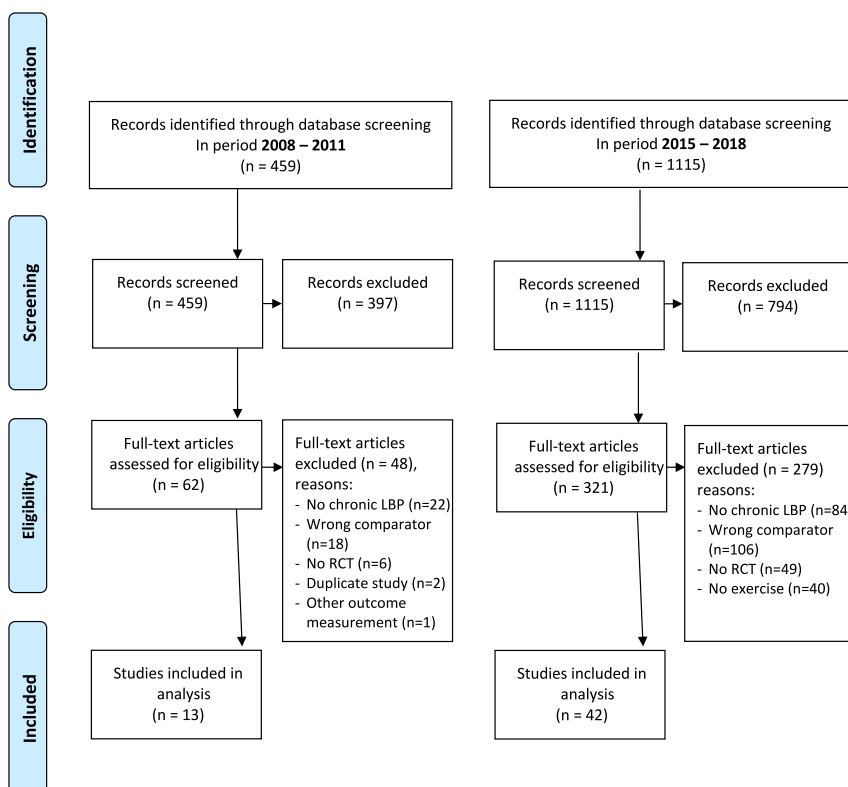 Identification
Records identified through database screening
In period 2008 – 2011
(n = 459)
Records identified through database screening
In period 2015 – 2018
(n = 1115)
Screening
Records screened
(n = 459)
Records excluded
(n = 397)
Records screened
(n = 1115)
Records excluded
(n = 794)
Eligibility
Full-text articles
assessed for eligibility
(n = 62)
Full-text articles
excluded (n = 48),
reasons:
- No chronic LBP (n=22)
- Wrong comparator
(n=18)
- No RCT (n=6)
- Duplicate study (n=2)
- Other outcome
measurement (n=1)
Full-text articles
assessed for eligibility
(n = 321)
Full-text articles
excluded (n = 279)
reasons:
- No chronic LBP (n=84
- Wrong comparator
(n=106)
- No RCT (n=49)
- No exercise (n=40)
Included
Studies included in
analysis
(n = 13)
Studies included in
analysis
(n = 42)